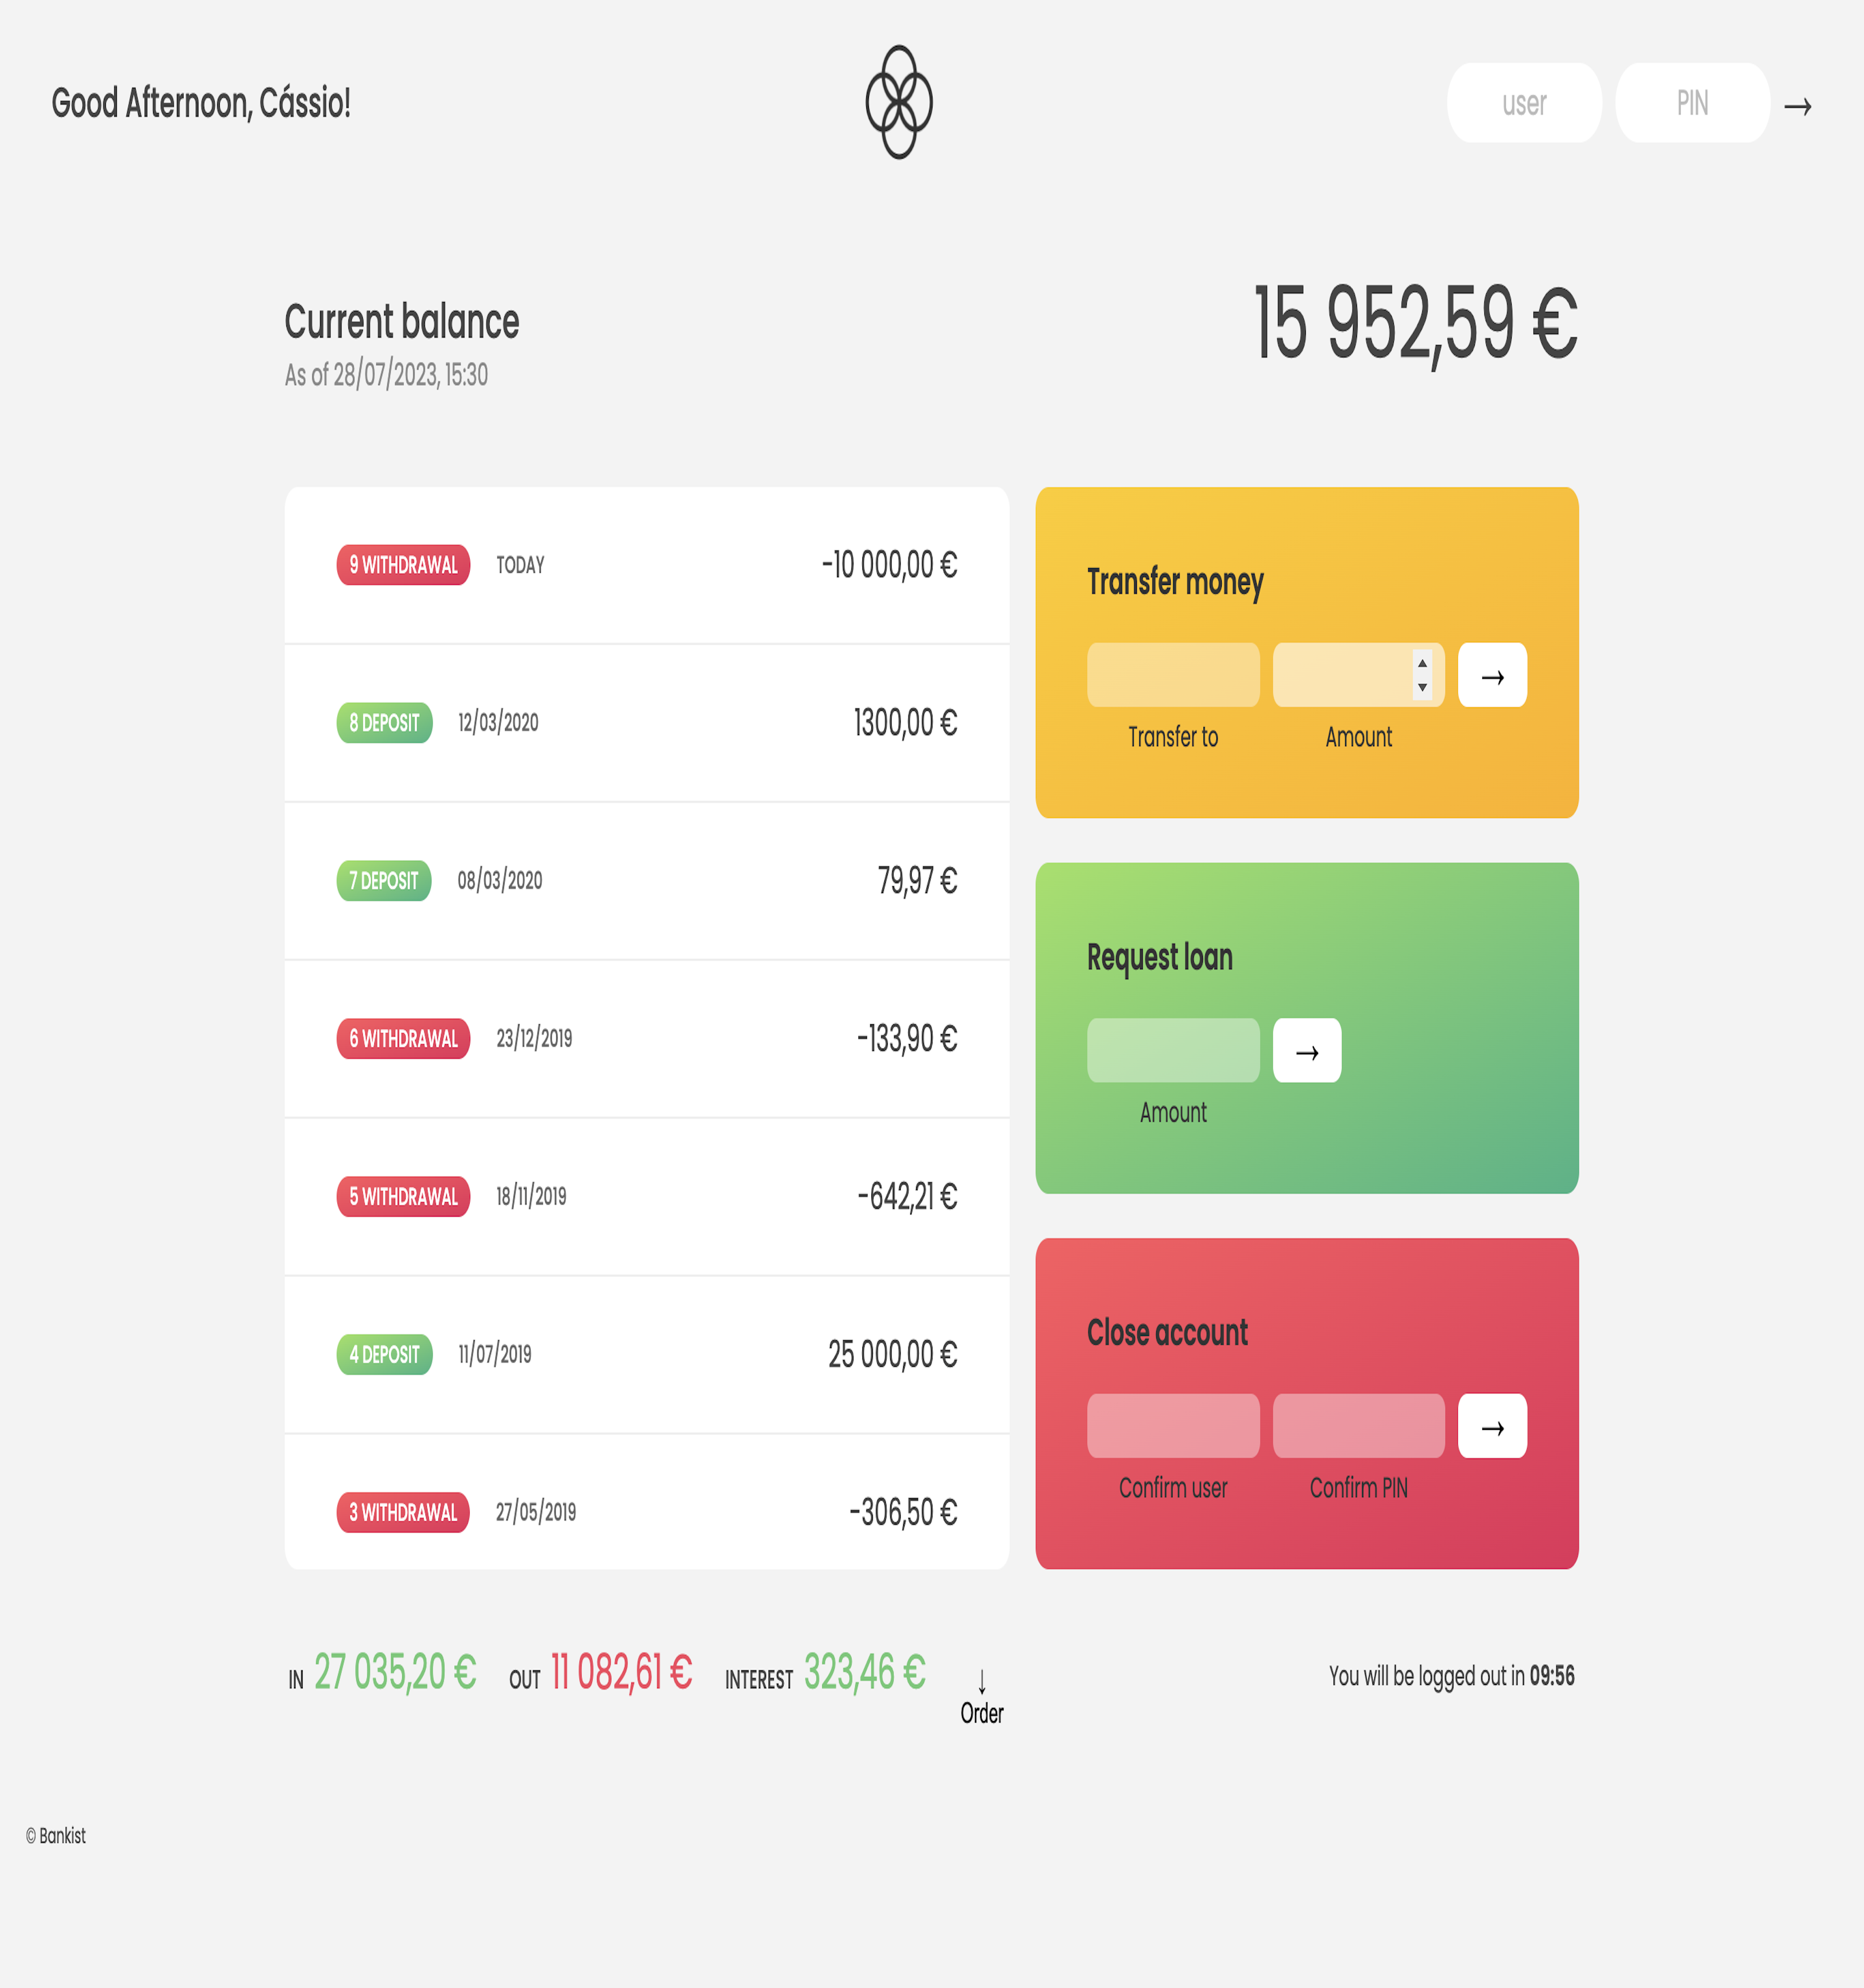 Good Afternoon, Cássio!
user
PIN
→
Current balance
As of 28/07/2023, 15:30
15 952,59 €
9 WITHDRAWAL TODAY -10 000,00 €
8 DEPOSIT 12/03/2020 1300,00 €
7 DEPOSIT 08/03/2020 79,97 €
6 WITHDRAWAL 23/12/2019 -133,90 €
5 WITHDRAWAL 18/11/2019 -642,21 €
4 DEPOSIT 11/07/2019 25 000,00 €
3 WITHDRAWAL 27/05/2019 -306,50 €
Transfer money
→
Transfer to Amount
Request loan
→
Amount
Close account
→
Confirm user Confirm PIN
IN 27 035,20 € OUT 11 082,61 € INTEREST 323,46 €
↓
Order
You will be logged out in 09:56
© Bankist